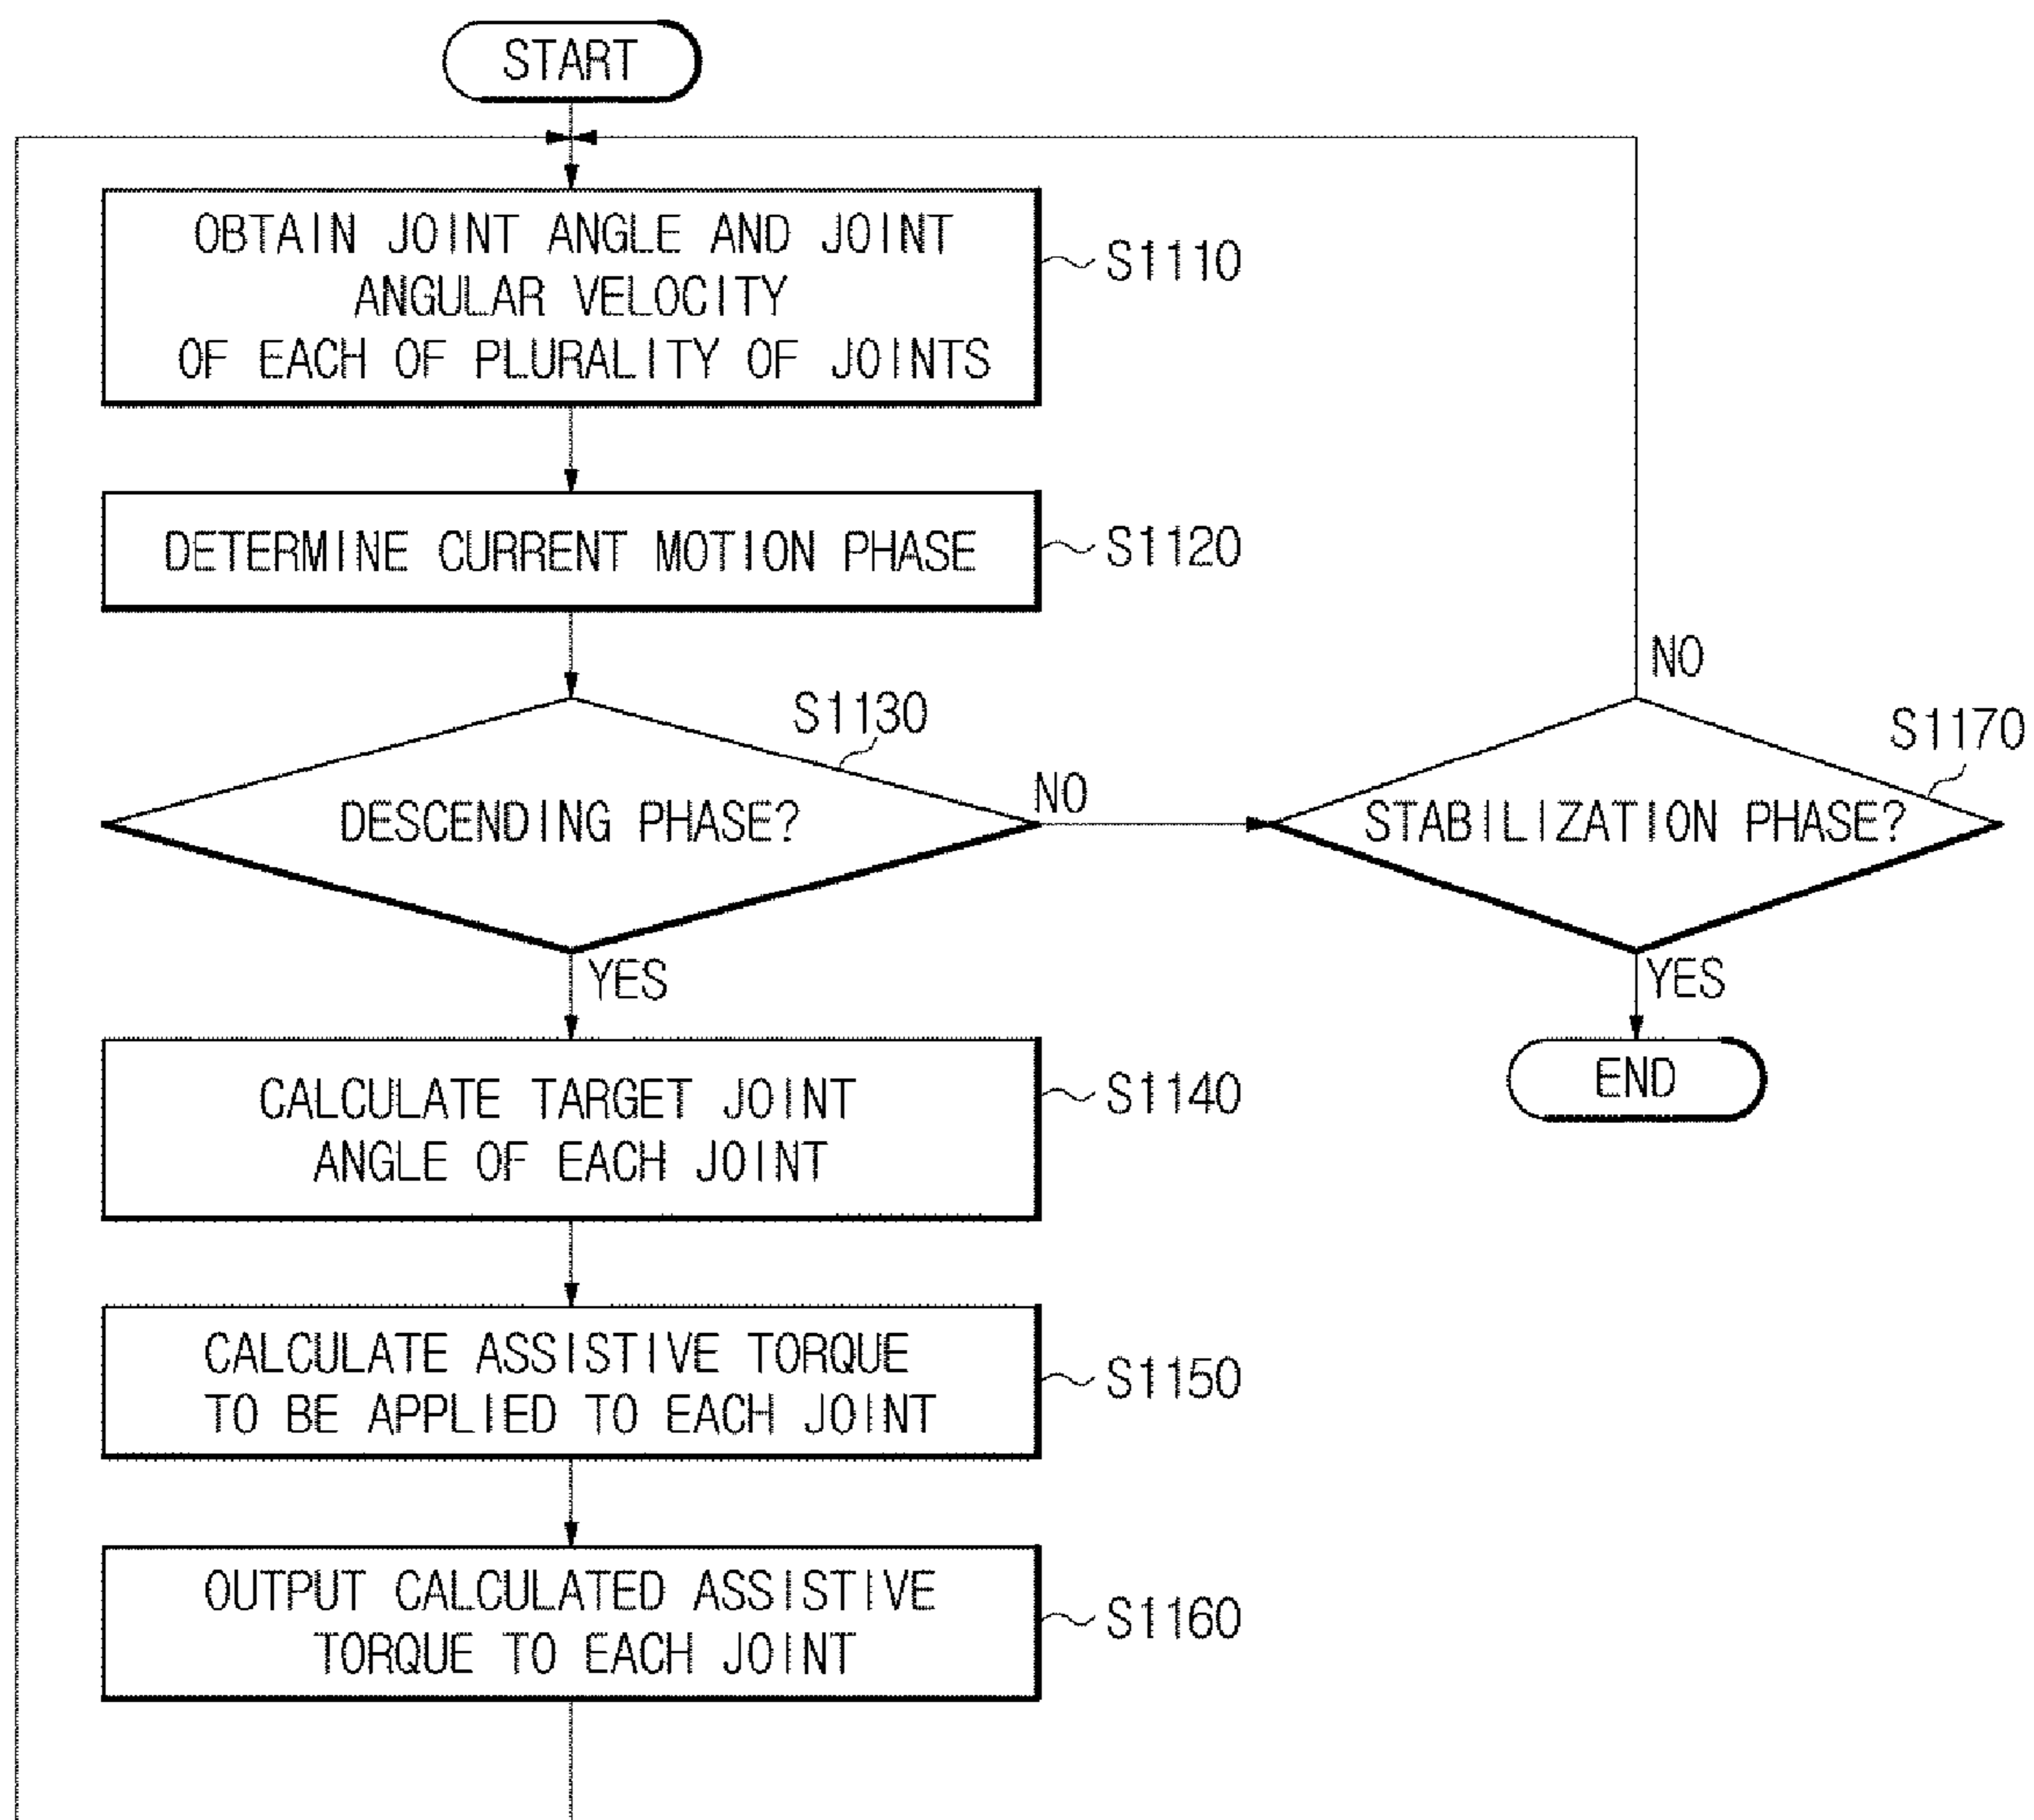 START
OBTAIN JOINT ANGLE AND JOINT
ANGULAR VELOCITY
OF EACH OF PLURALITY OF JOINTS
S1110
DETERMINE CURRENT MOTION PHASE
S1120
S1130
DESCENDING PHASE?
NO
YES
NO
S1170
STABILIZATION PHASE?
YES
END
CALCULATE TARGET JOINT
ANGLE OF EACH JOINT
S1140
CALCULATE ASSISTIVE TORQUE
TO BE APPLIED TO EACH JOINT
S1150
OUTPUT CALCULATED ASSISTIVE
TORQUE TO EACH JOINT
S1160